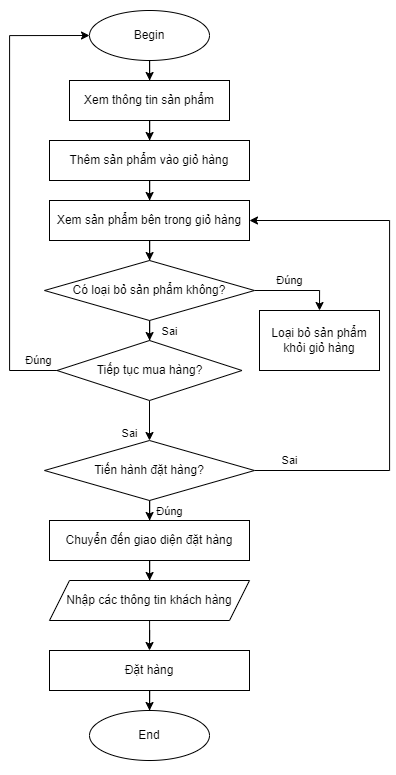 Begin
Xem thông tin sản phẩm
Thêm sản phẩm vào giỏ hàng
Xem sản phẩm bên trong giỏ hàng
Có loại bỏ sản phẩm không?
Đúng
Loại bỏ sản phẩm
khỏi giỏ hàng
Sai
Đúng
Tiếp tục mua hàng?
Sai
Tiến hành đặt hàng?
Sai
Đúng
Chuyển đến giao diện đặt hàng
Nhập các thông tin khách hàng
Đặt hàng
End